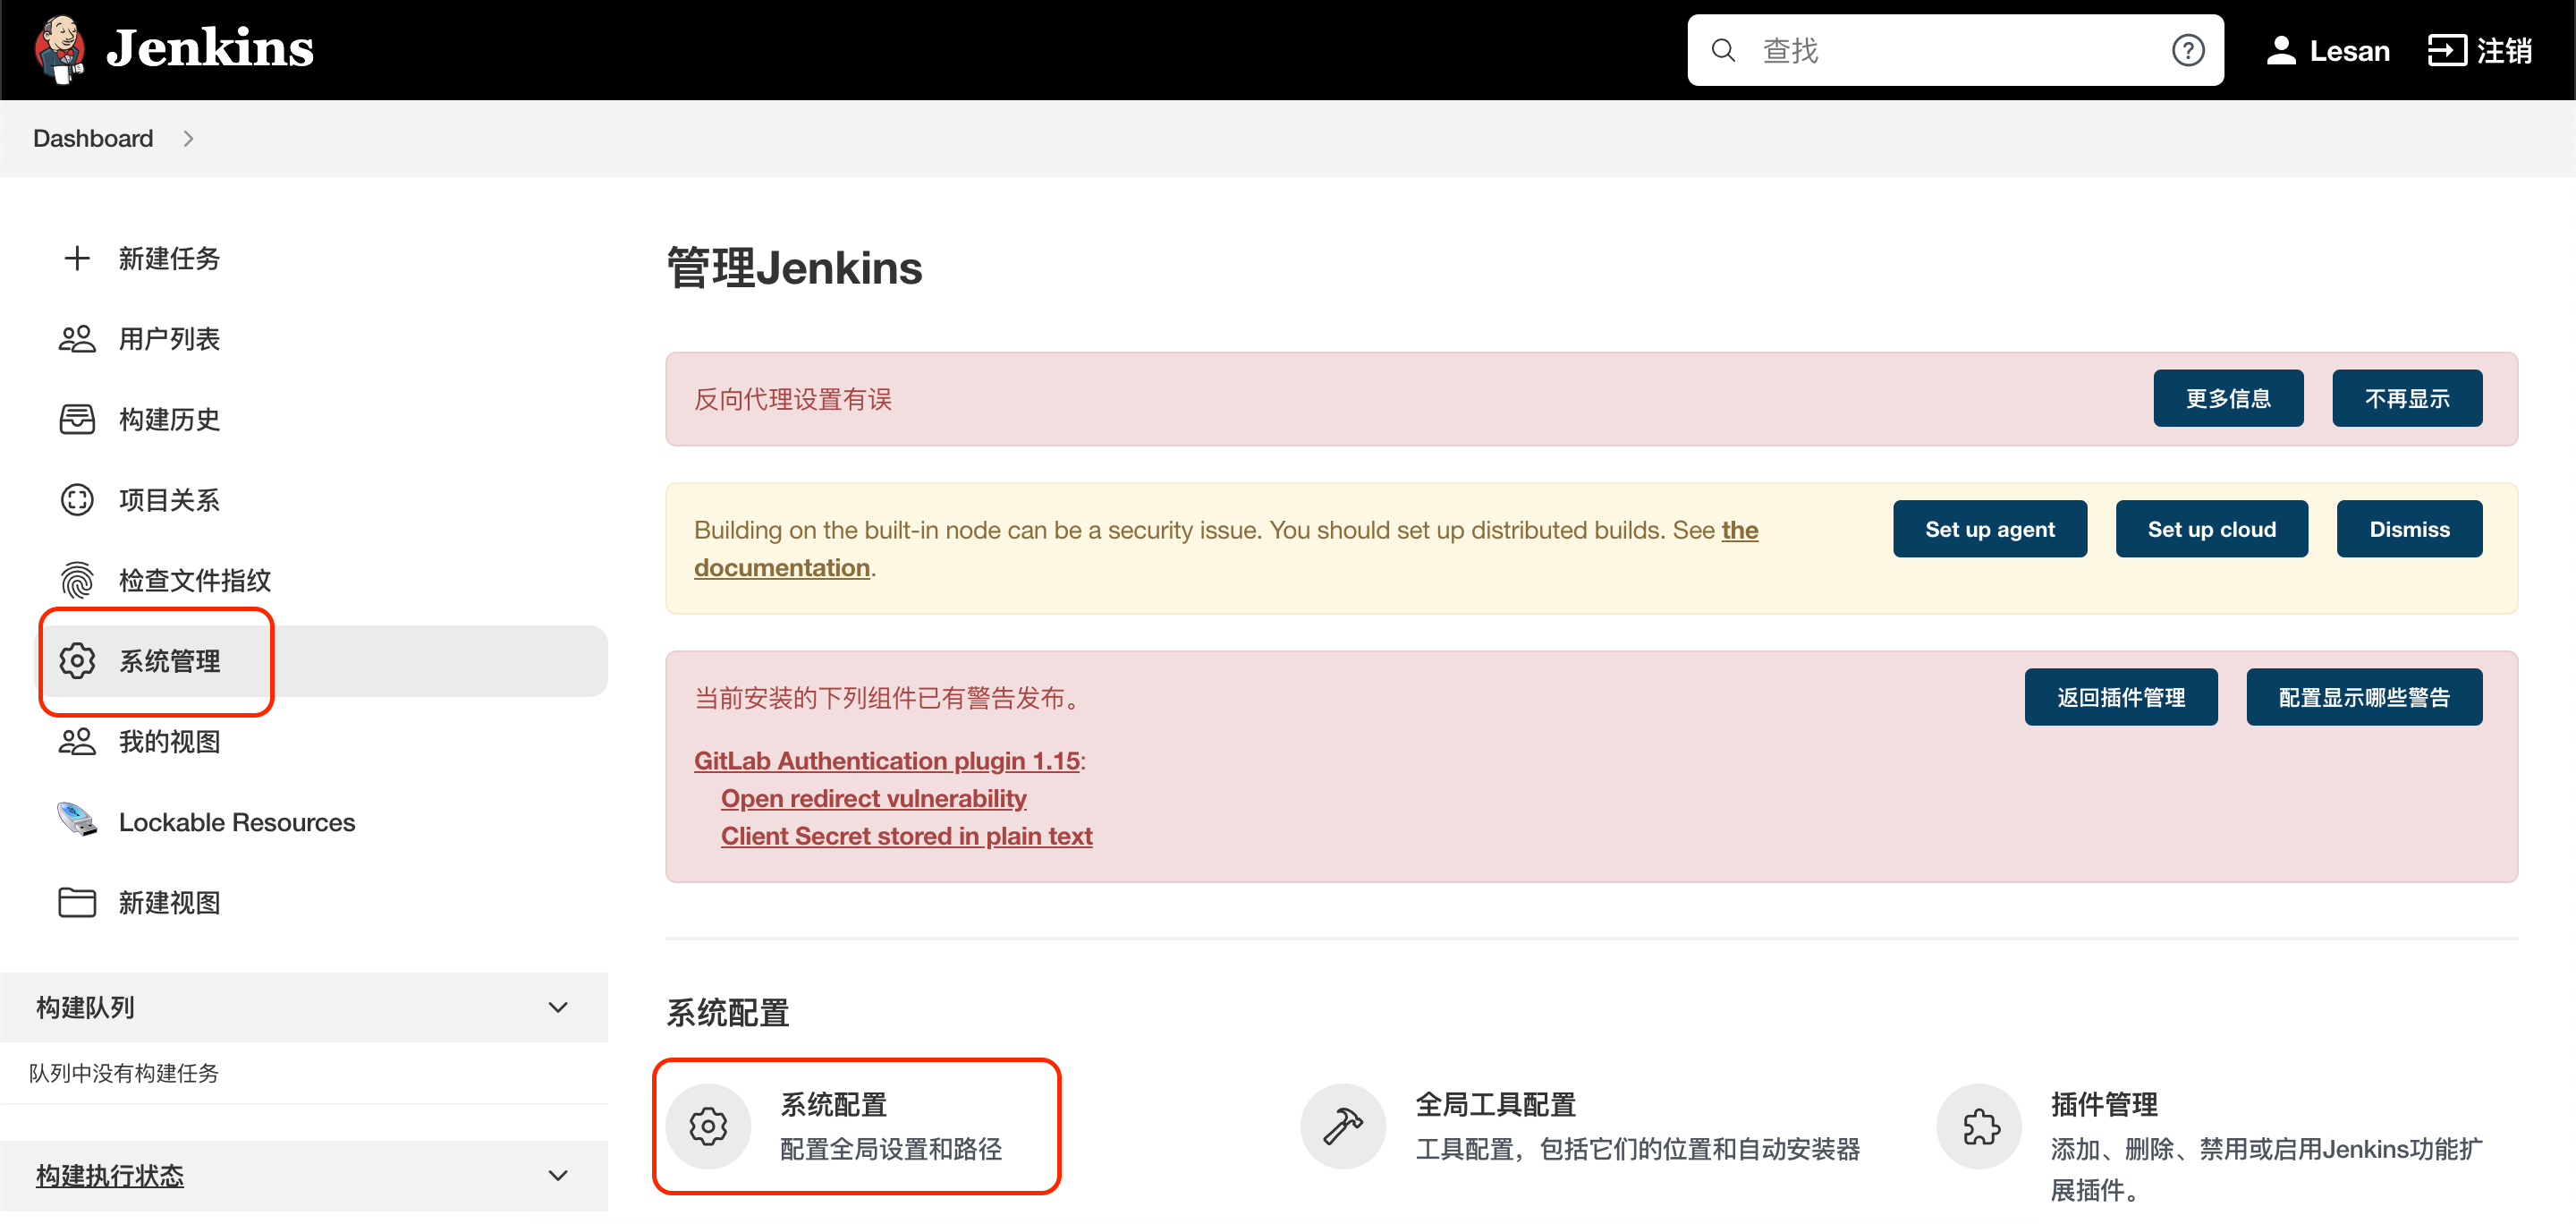 Jenkins
查找
Lesan
注销
Dashboard
新建任务
用户列表
构建历史
项目关系
检查文件指纹
系统管理
我的视图
Lockable Resources
新建视图
构建队列
队列中没有构建任务
构建执行状态
管理Jenkins
反向代理设置有误
更多信息
不再显示
Building on the built-in node can be a security issue. You should set up distributed builds. See the
documentation.
Set up agent
Set up cloud
Dismiss
当前安装的下列组件已有警告发布。
返回插件管理
配置显示哪些警告
GitLab Authentication plugin 1.15:
Open redirect vulnerability
Client Secret stored in plain text
系统配置
系统配置
配置全局设置和路径
全局工具配置
工具配置，包括它们的位置和自动安装器
插件管理
添加、删除、禁用或启用Jenkins功能扩
展插件。